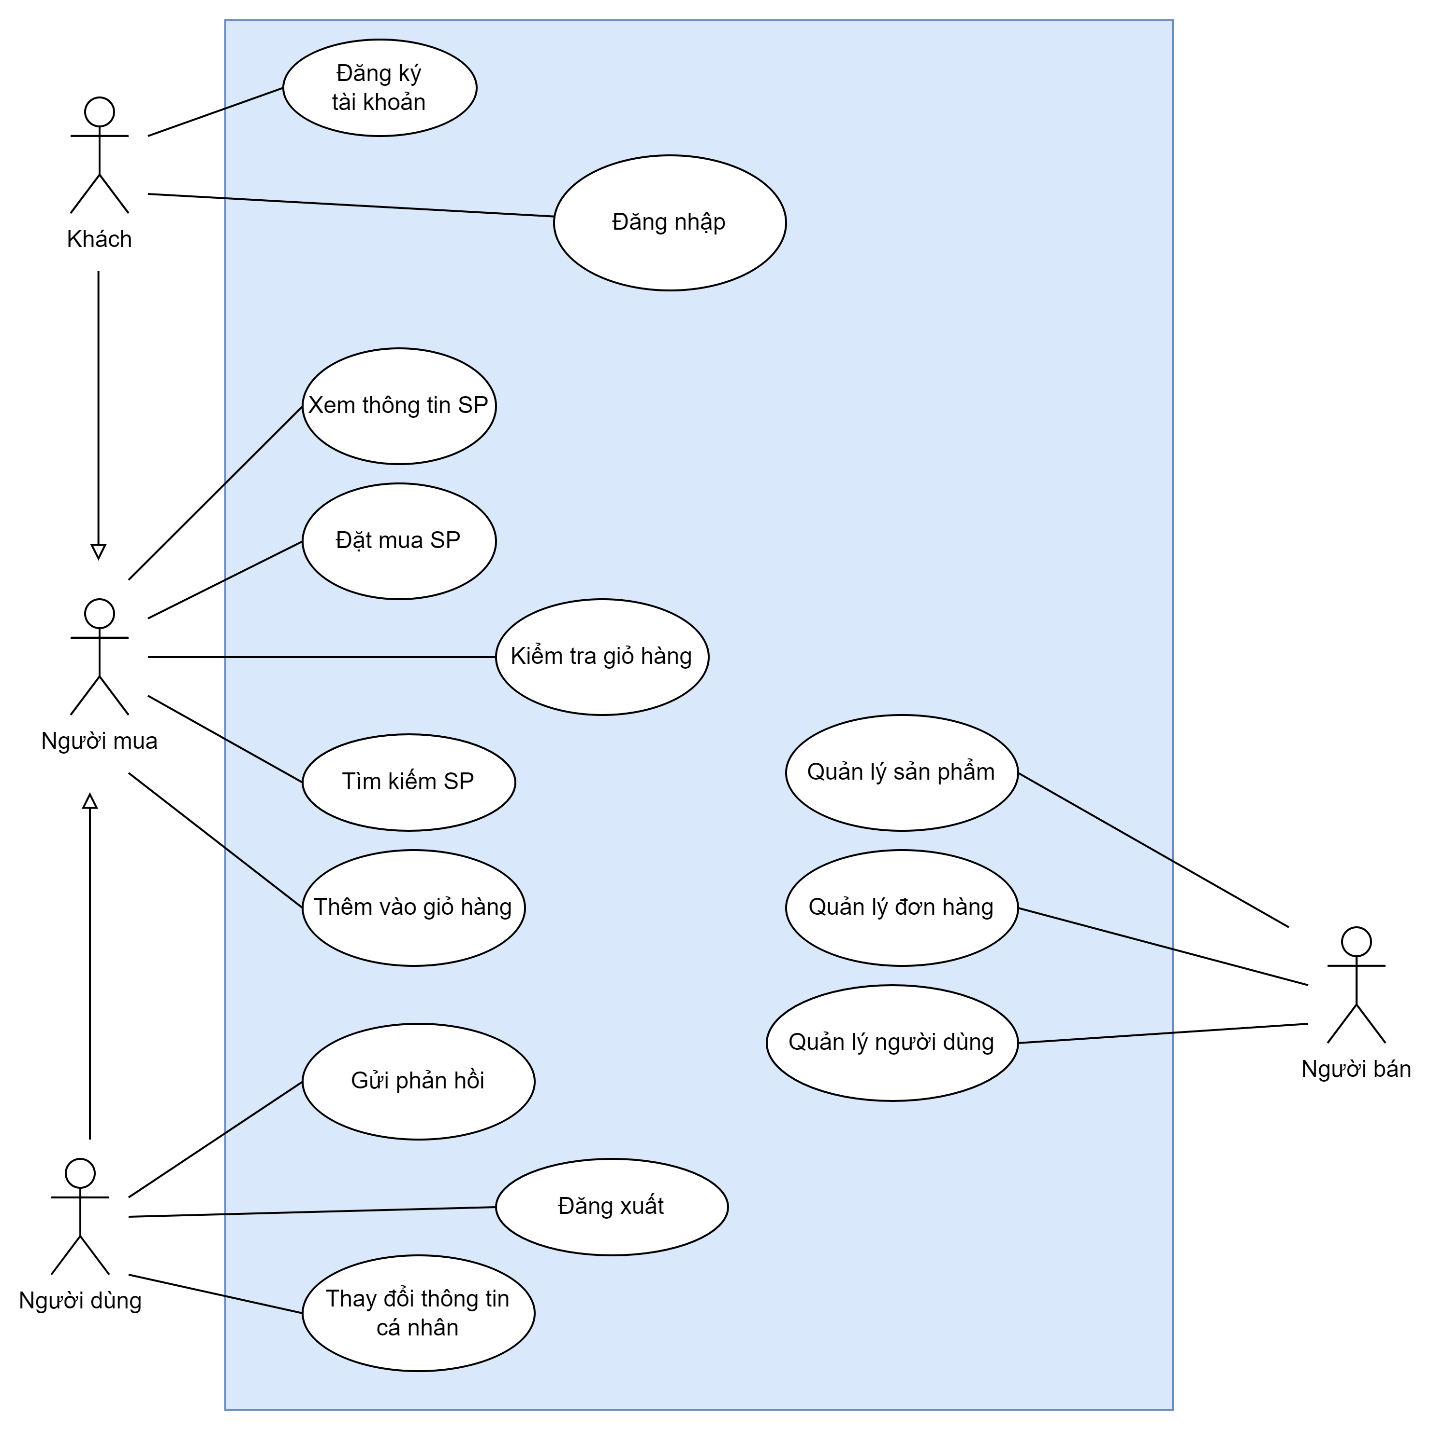 Đăng ký
tài khoản
Đăng nhập
Khách
Xem thông tin SP
Đặt mua SP
Kiểm tra giỏ hàng
Người mua
Tìm kiếm SP
Quản lý sản phẩm
Thêm vào giỏ hàng
Quản lý đơn hàng
Quản lý người dùng
Người bán
Gửi phản hồi
Đăng xuất
Người dùng
Thay đổi thông tin
cá nhân